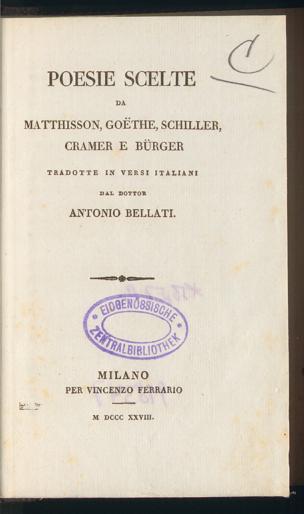 POESIE SCELTE
DA
MATTHISSON, GOËTHE, SCHILLER,
CRAMER E BÜRGER
TRADOTTE IN VERSI ITALIANI
DAL DOTTOR
ANTONIO BELLATI.
EIDGENÖSSISCHE
* ZENTRALBIBLIOTHEK *
MILANO
PER VINCENZO FERRARIO
M DCCC XXVIII.